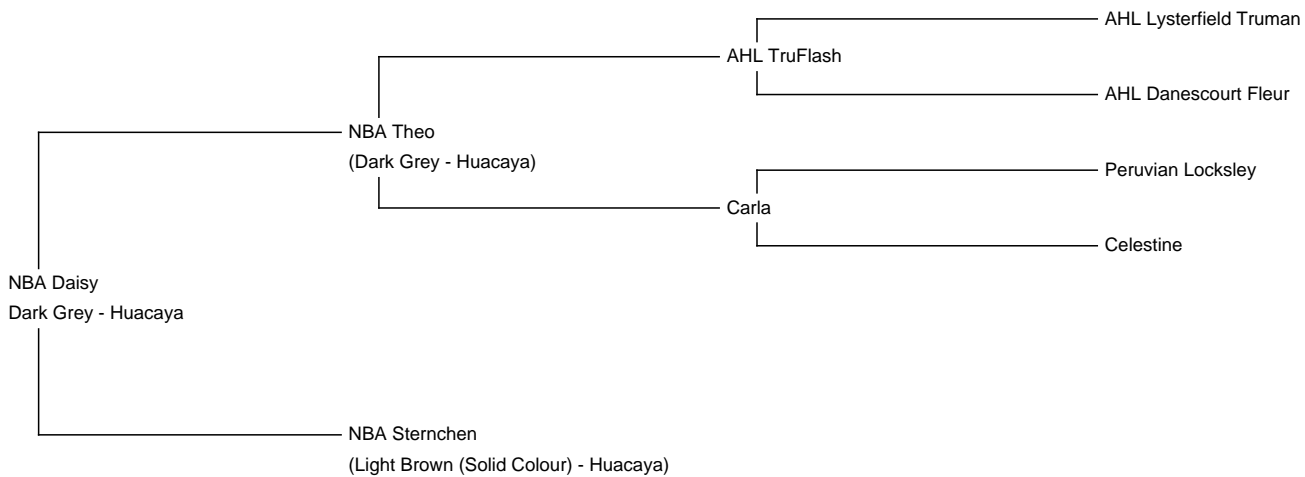 AHL Lysterfield Truman
AHL TruFlash
AHL Danescourt Fleur
NBA Theo
(Dark Grey - Huacaya)
Peruvian Locksley
Carla
Celestine
NBA Daisy
Dark Grey - Huacaya
NBA Sternchen
(Light Brown (Solid Colour) - Huacaya)